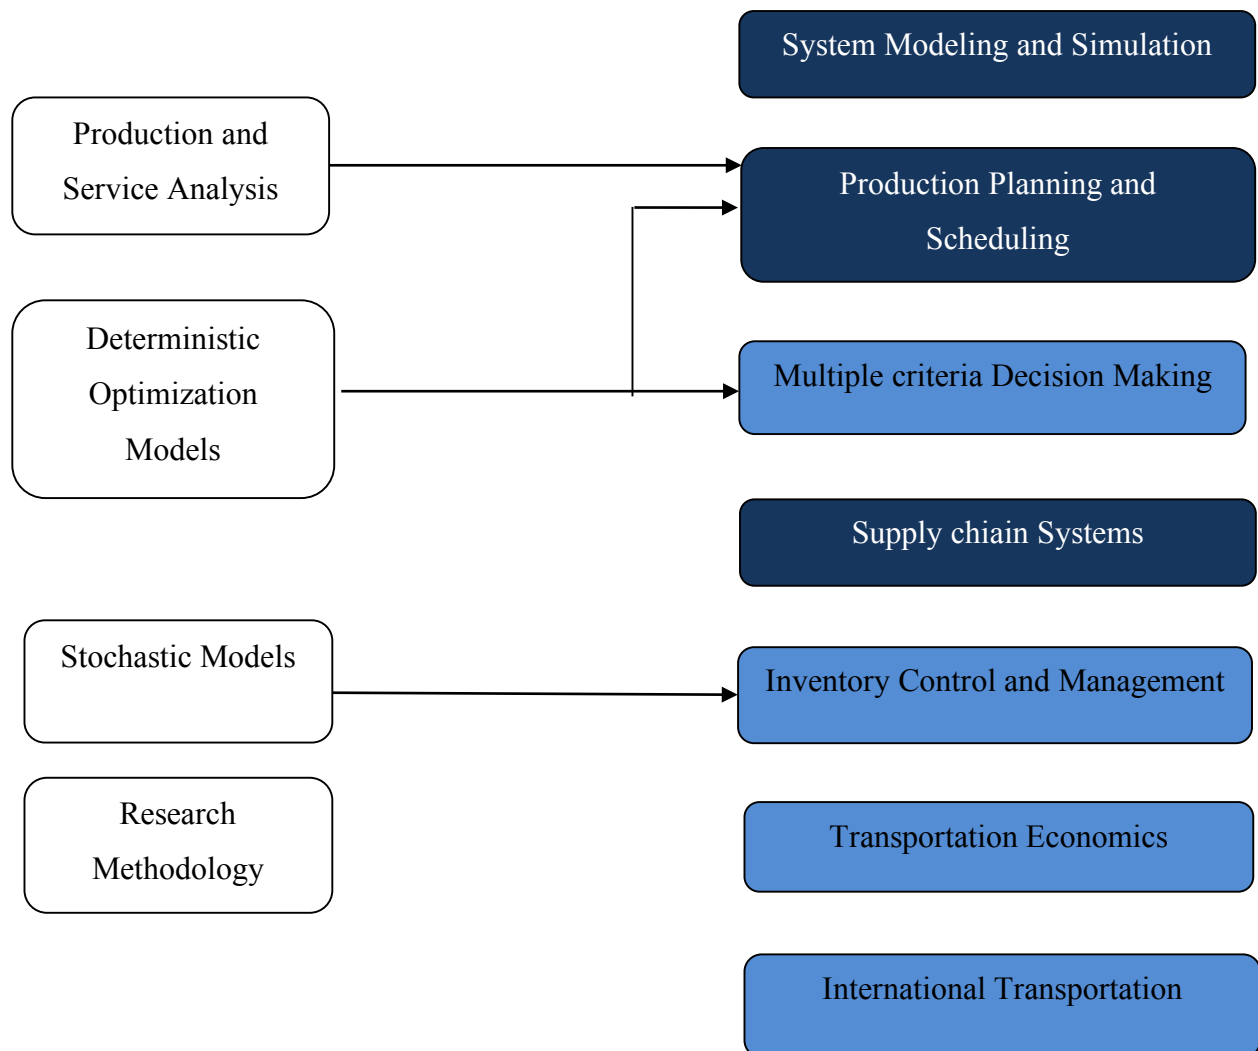 System Modeling and Simulation
Production and
Service Analysis
Production Planning and
Scheduling
Deterministic
Optimization
Models
Multiple criteria Decision Making
Supply chiain Systems
Stochastic Models
Inventory Control and Management
Research
Methodology
Transportation Economics
International Transportation